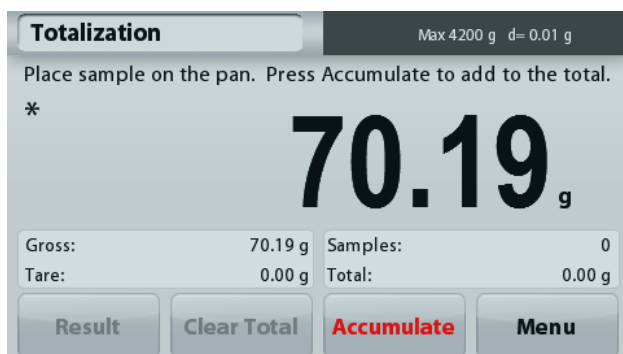 Totalization Max 4200 g d= 0.01 g
Place sample on the pan. Press Accumulate to add to the total.
*
70.19 g
Gross: 70.19 g Samples: 0
Tare: 0.00 g Total: 0.00 g
Result Clear Total Accumulate Menu